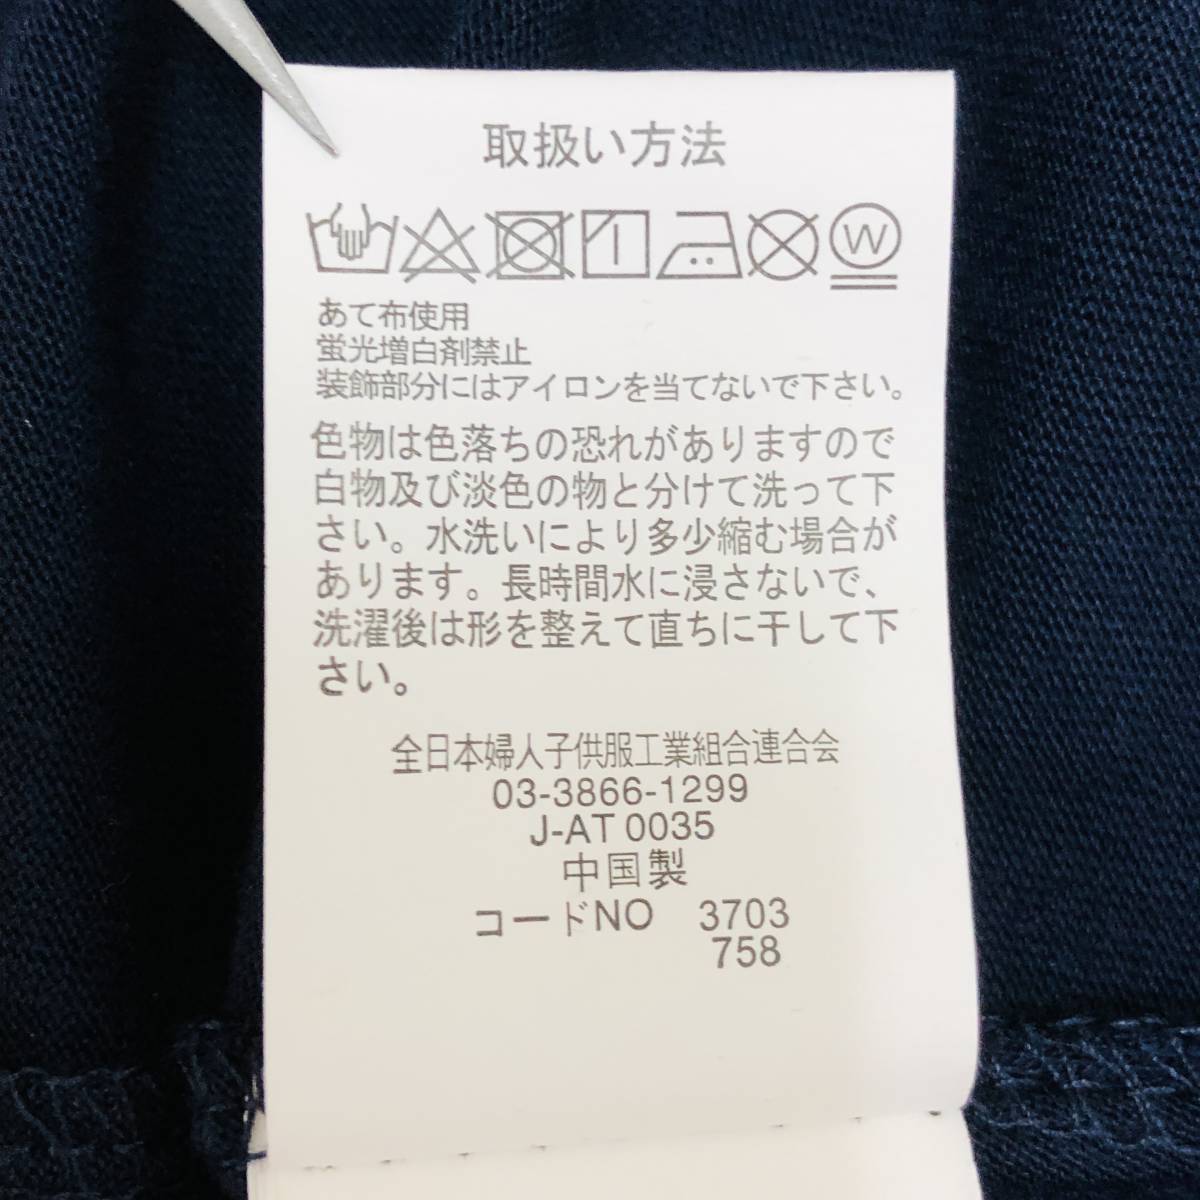 取扱い方法
W
あて布使用
蛍光増白剤禁止
装飾部分にはアイロンを当てないで下さい。
色物は色落ちの恐れがありますので
白物及び淡色の物と分けて洗って下
さい。水洗いにより多少縮む場合が
あります。長時間水に浸さないで、
洗濯後は形を整えて直ちに干して下
さい。
全日本婦人子供服工業組合連合会
03-3866-1299
J-AT 0035
中国製
コードNO 3703
758